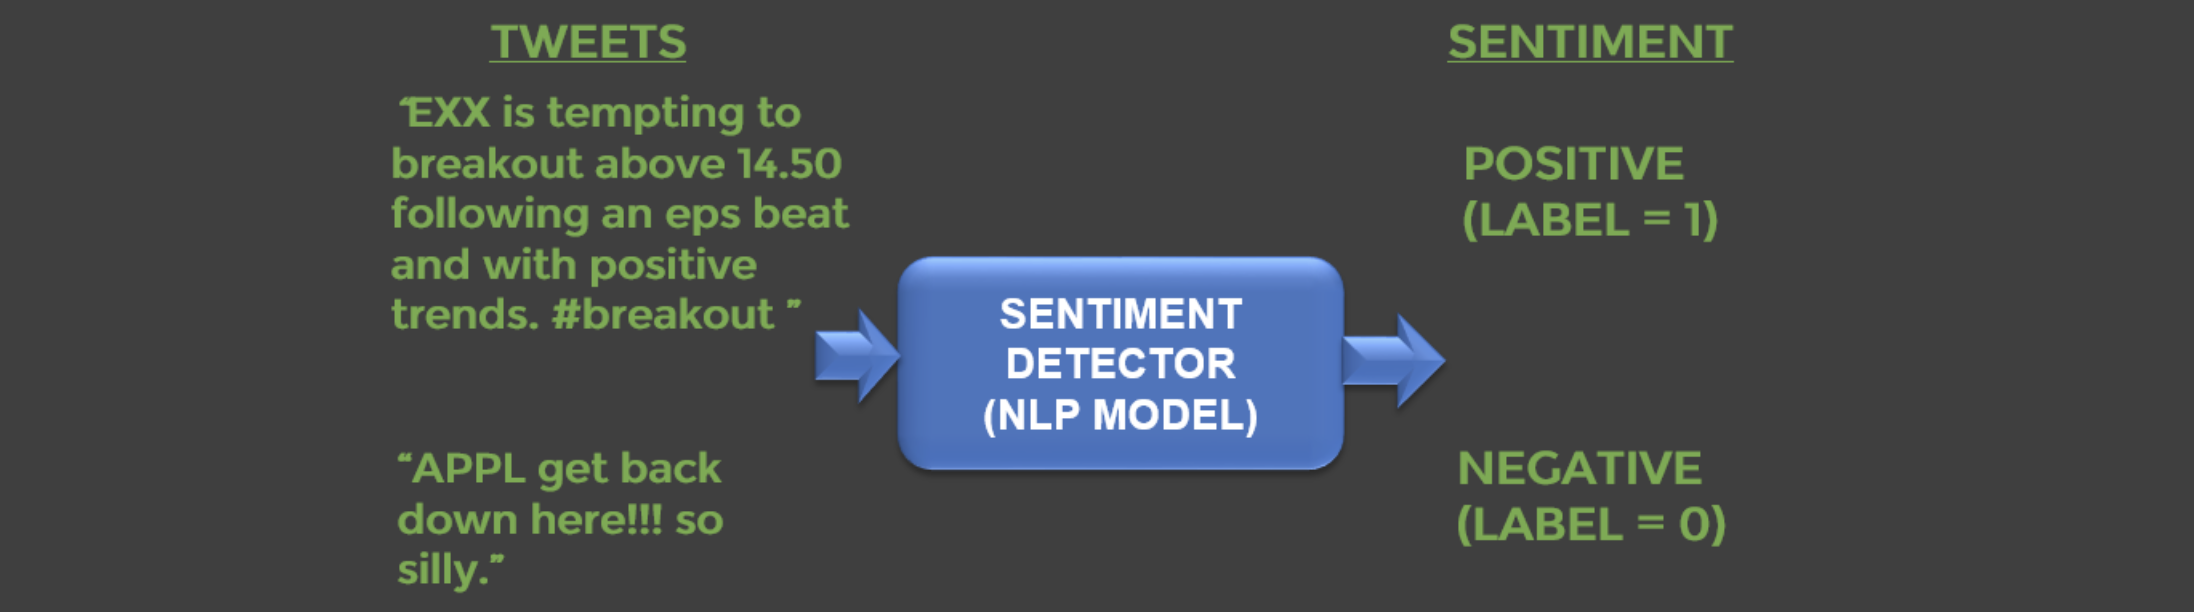 TWEETS
“EXX is tempting to
breakout above 14.50
following an eps beat
and with positive
trends. #breakout ”
“APPL get back
down here!!! so
silly.”
SENTIMENT
DETECTOR
(NLP MODEL)
SENTIMENT
POSITIVE
(LABEL = 1)
NEGATIVE
(LABEL = 0)